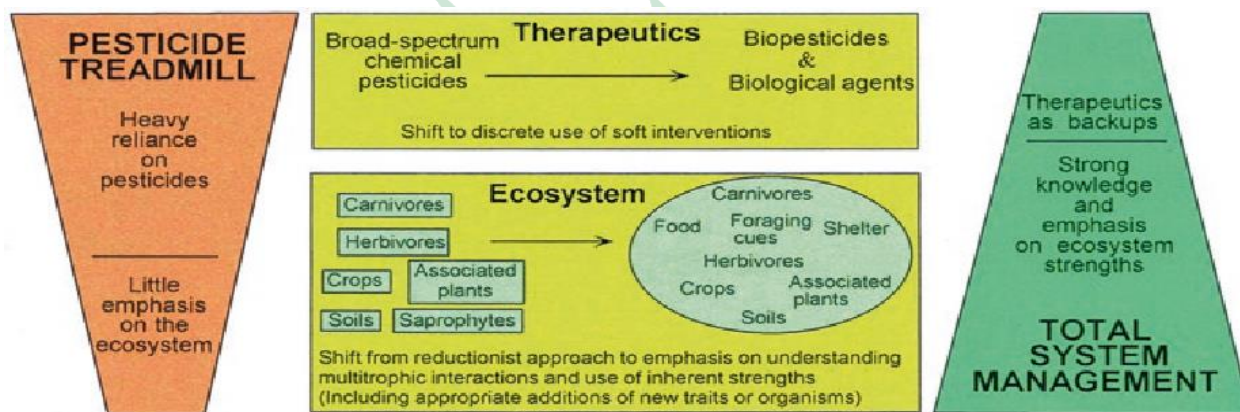 PESTICIDE
TREADMILL
Heavy
reliance
on
pesticides
Little
emphasis
on the
ecosystem
Therapeutics
Broad-spectrum
chemical
pesticides
Biopesticides
&
Biological agents
Shift to discrete use of soft interventions
Ecosystem
Carnivores
Herbivores
Crops
Associated
plants
Soils
Saprophytes
Carnivores
Food
Foraging
cues
Shelter
Herbivores
Crops
Associated
plants
Soils
Shift from reductionist approach to emphasis on understanding
multitrophic interactions and use of inherent strengths
(Including appropriate additions of new traits or organisms)
Therapeutics
as backups
Strong
knowledge
and
emphasis
on ecosystem
strengths
TOTAL
SYSTEM
MANAGEMENT